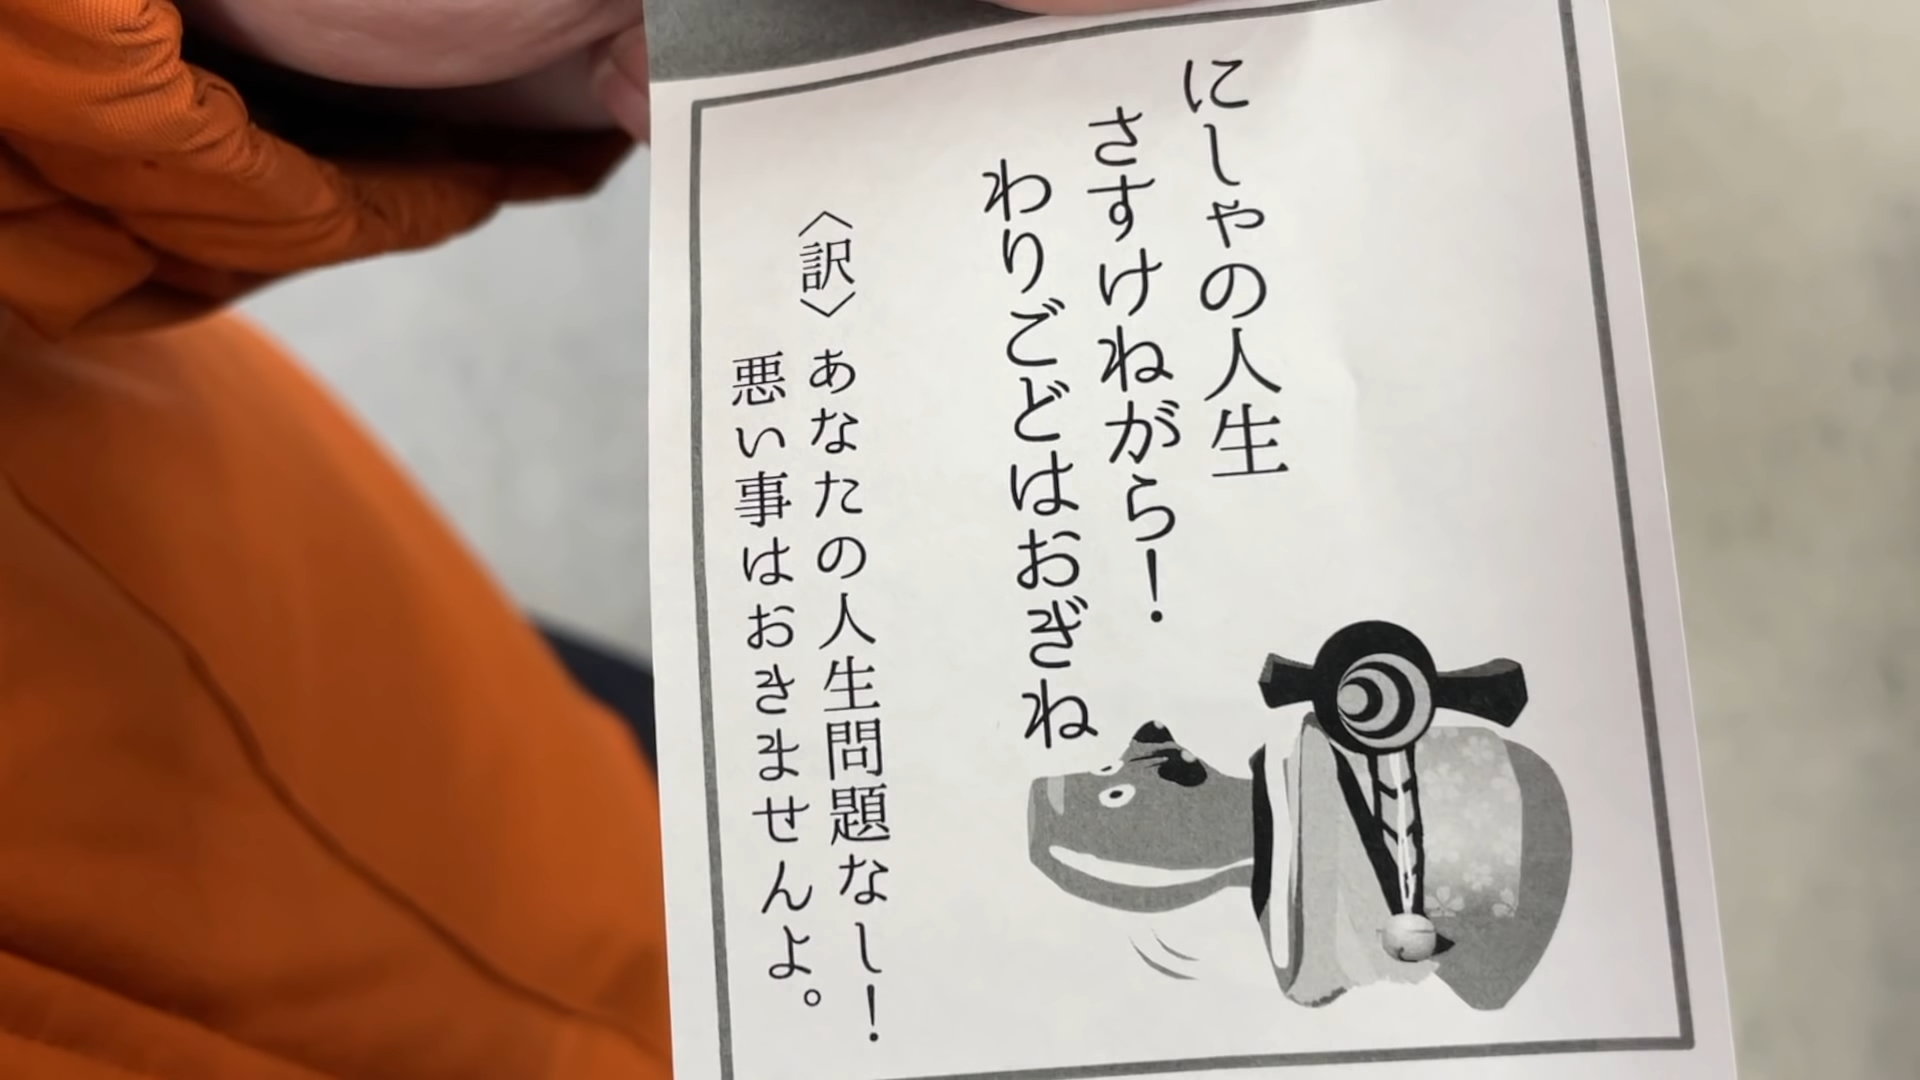 にしゃの人生
さすけねがら！
わりごどはおぎね
〈訳〉あなたの人生問題なし！
悪い事はおきませんよ。